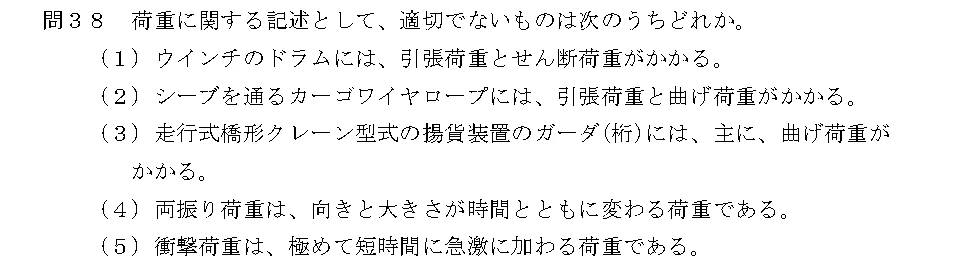 問３８　荷重に関する記述として、適切でないものは次のうちどれか。
（１）ウインチのドラムには、引張荷重とせん断荷重がかかる。
（２）シーブを通るカーゴワイヤロープには、引張荷重と曲げ荷重がかかる。
（３）走行式橋形クレーン型式の揚貨装置のガーダ(桁)には、主に、曲げ荷重が
かかる。
（４）両振り荷重は、向きと大きさが時間とともに変わる荷重である。
（５）衝撃荷重は、極めて短時間に急激に加わる荷重である。